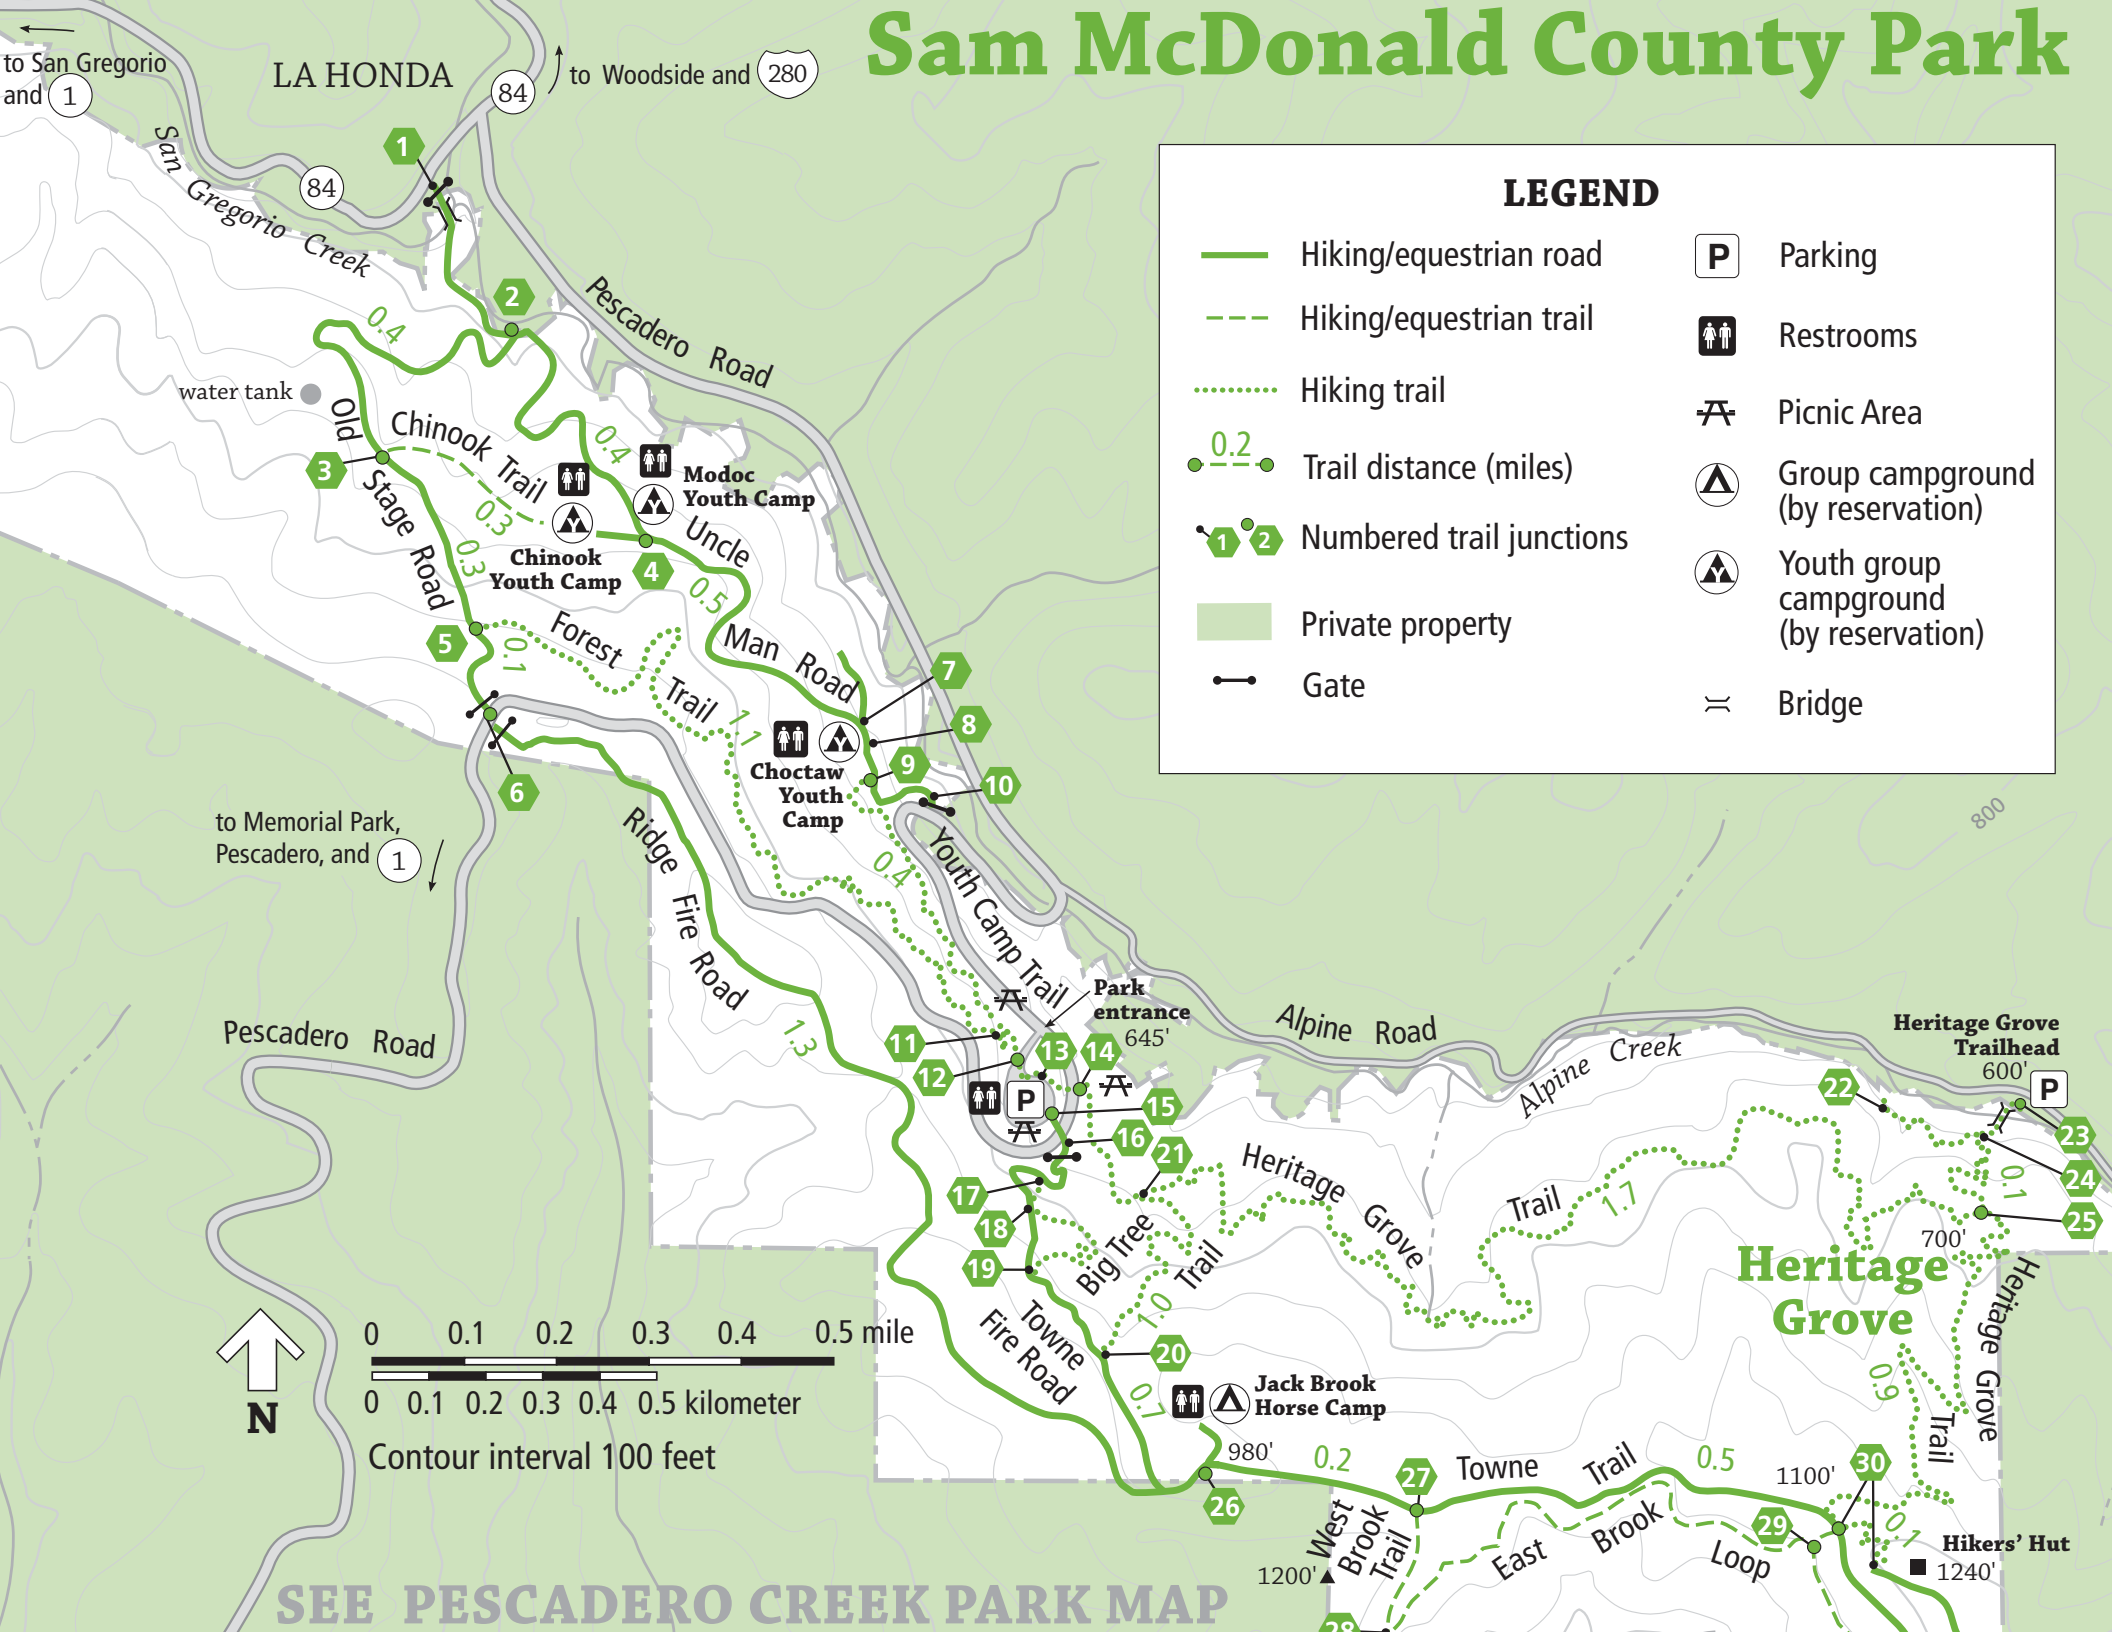 Sam McDonald County Park
to San Gregorio
and 1
LA HONDA
84
to Woodside and 280
San Gregorio Creek
84
1
2
Pescadero Road
0.4
water tank
Old Stage Road
Chinook Trail
3
0.3
0.3
0.4
Modoc
Youth Camp
Chinook
Youth Camp
4
Uncle Man Road
0.5
5
0.1
Forest Trail
1.1
6
7
8
9
10
Choctaw
Youth
Camp
to Memorial Park,
Pescadero, and 1
Ridge Fire Road
0.4
Youth Camp Trail
Park
entrance
645'
Pescadero Road
1.3
11
12
13
14
15
16
17
18
19
20
21
P
Alpine Road
Alpine Creek
Heritage Grove
Trailhead
600'
P
22
23
24
25
0.1
700'
Heritage Grove Trail
1.7
Heritage
Grove
Heritage Grove Trail
0.9
Big Tree Trail
1.0
Towne Fire Road
0.7
Jack Brook
Horse Camp
980'
26
0.2
27
Towne Trail
0.5
1100'
30
29
0.1
Hikers' Hut
1240'
West Brook Trail
1200'
East Brook Loop
28
800
LEGEND
Hiking/equestrian road
Hiking/equestrian trail
Hiking trail
0.2
Trail distance (miles)
1 2 Numbered trail junctions
Private property
Gate
P Parking
Restrooms
Picnic Area
Group campground
(by reservation)
Youth group
campground
(by reservation)
Bridge
N
0 0.1 0.2 0.3 0.4 0.5 mile
0 0.1 0.2 0.3 0.4 0.5 kilometer
Contour interval 100 feet
SEE PESCADERO CREEK PARK MAP